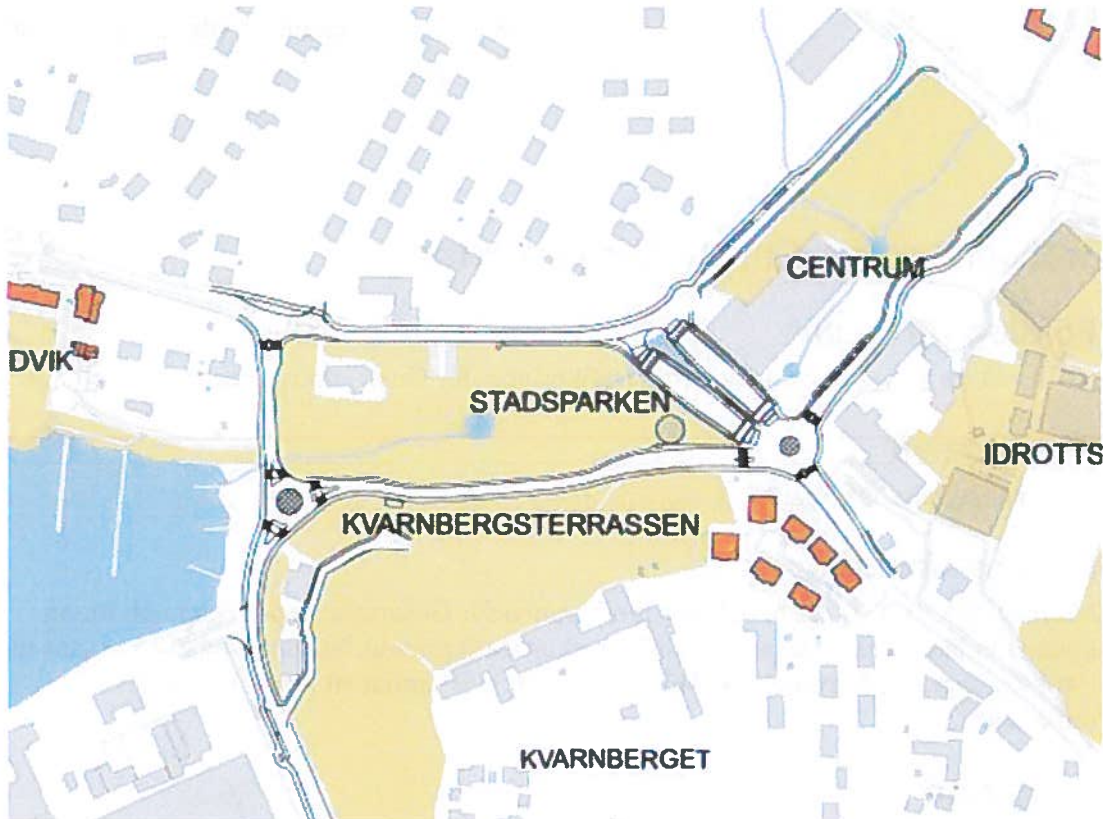 CENTRUM
DVIK
STADSPARKEN
IDROTTS
KVARNBERGSTERRASSEN
KVARNBERGET